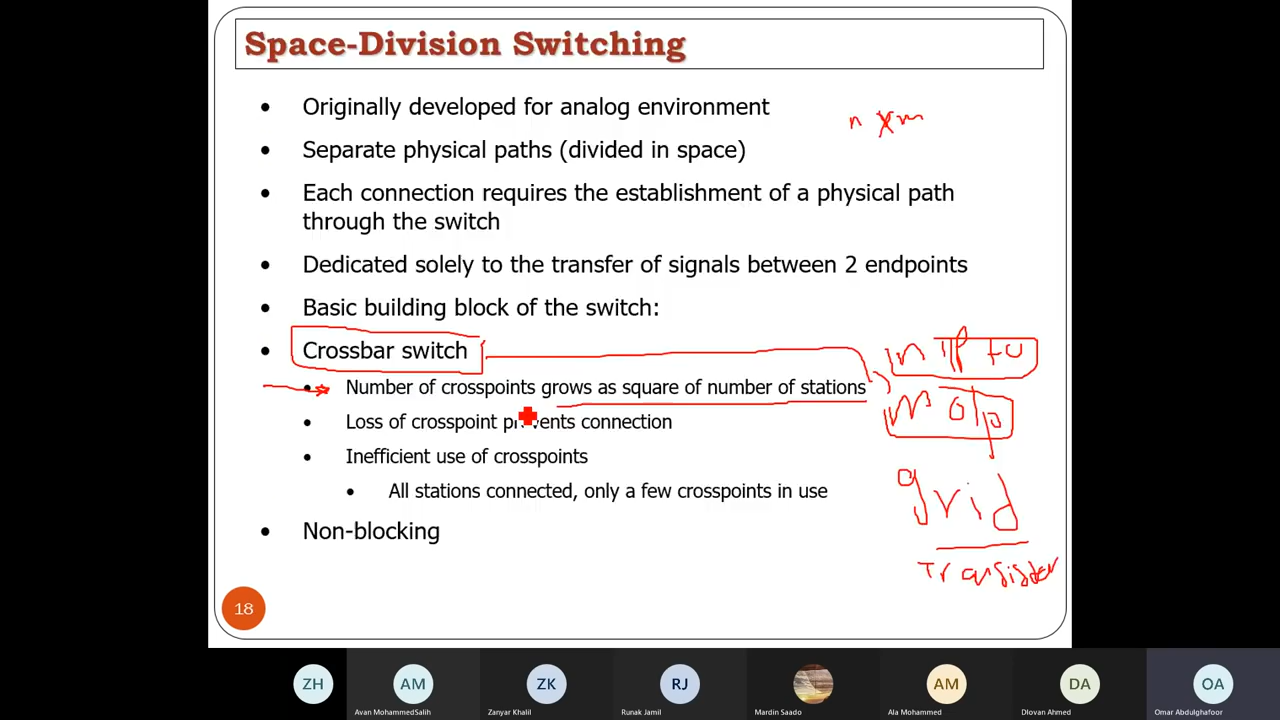 Space-Division Switching
• Originally developed for analog environment
n x m
• Separate physical paths (divided in space)
• Each connection requires the establishment of a physical path
through the switch
• Dedicated solely to the transfer of signals between 2 endpoints
• Basic building block of the switch:
• Crossbar switch
n i/p to
• Number of crosspoints grows as square of number of stations
m o/p
• Loss of crosspoint prevents connection
• Inefficient use of crosspoints
• All stations connected, only a few crosspoints in use
grid
• Non-blocking
Transister
18
ZH
AM
ZK
RJ
AM
DA
OA
Avan MohammedSalih
Zanyar Khalil
Runak Jamil
Mardin Saado
Ala Mohammed
Dlovan Ahmed
Omar Abdulghafoor